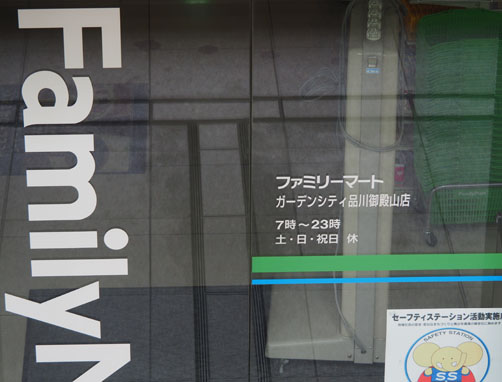 FamilyM
ファミリーマート
ガーデンシティ品川御殿山店
7時～23時
土・日・祝日 休
セーフティステーション活動実施
SAFETY STATION
SS